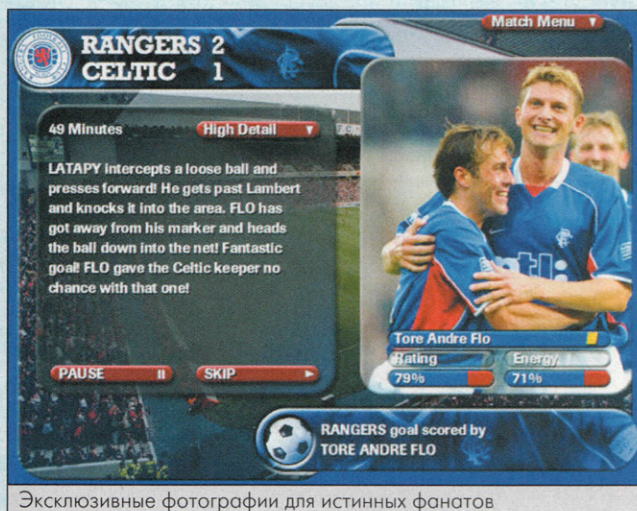 Match Menu
RANGERS 2
CELTIC 1
49 Minutes
High Detail
LATAPY intercepts a loose ball and
presses forward! He gets past Lambert
and knocks it into the area. FLO has
got away from his marker and heads
the ball down into the net! Fantastic
goal! FLO gave the Celtic keeper no
chance with that one!
PAUSE
SKIP
Tore Andre Flo
Rating
Energy
79%
71%
RANGERS goal scored by
TORE ANDRE FLO
Эксклюзивные фотографии для истинных фанатов